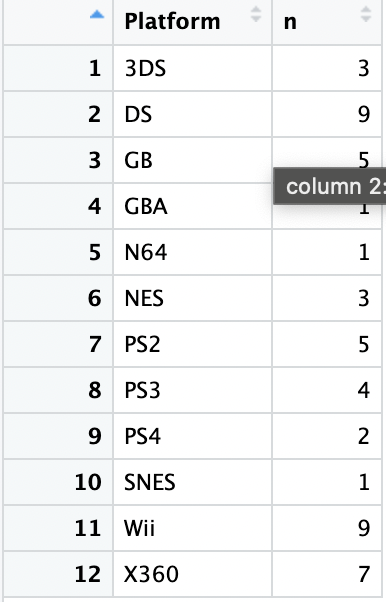 Platform n
1 3DS 3
2 DS 9
3 GB 5
column 2:
4 GBA 1
5 N64 1
6 NES 3
7 PS2 5
8 PS3 4
9 PS4 2
10 SNES 1
11 Wii 9
12 X360 7